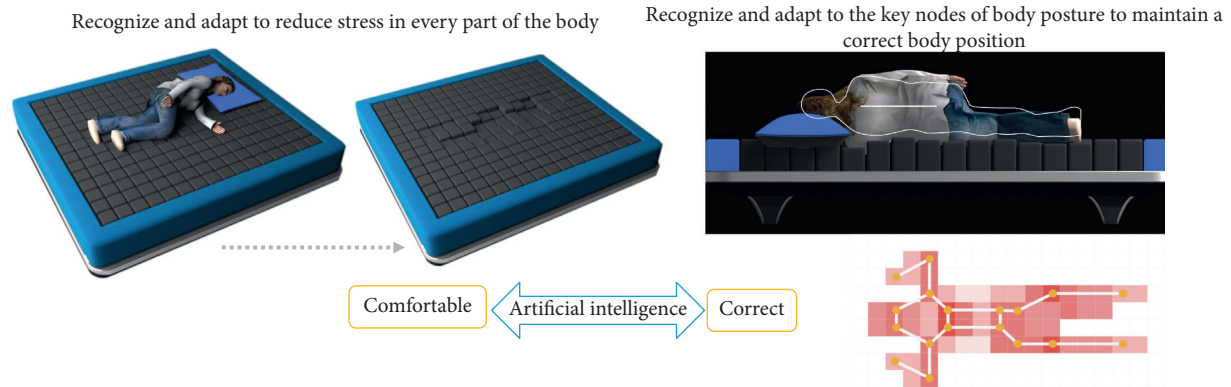 Recognize and adapt to reduce stress in every part of the body
Recognize and adapt to the key nodes of body posture to maintain a
correct body position
Comfortable
Artificial intelligence
Correct